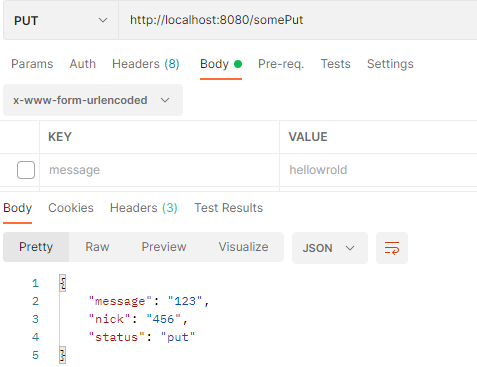 PUT http://localhost:8080/somePut
Params Auth Headers (8) Body Pre-req. Tests Settings
x-www-form-urlencoded
KEY VALUE
message hellowrold
Body Cookies Headers (3) Test Results
Pretty Raw Preview Visualize JSON
1 {
2 "message": "123",
3 "nick": "456",
4 "status": "put"
5 }